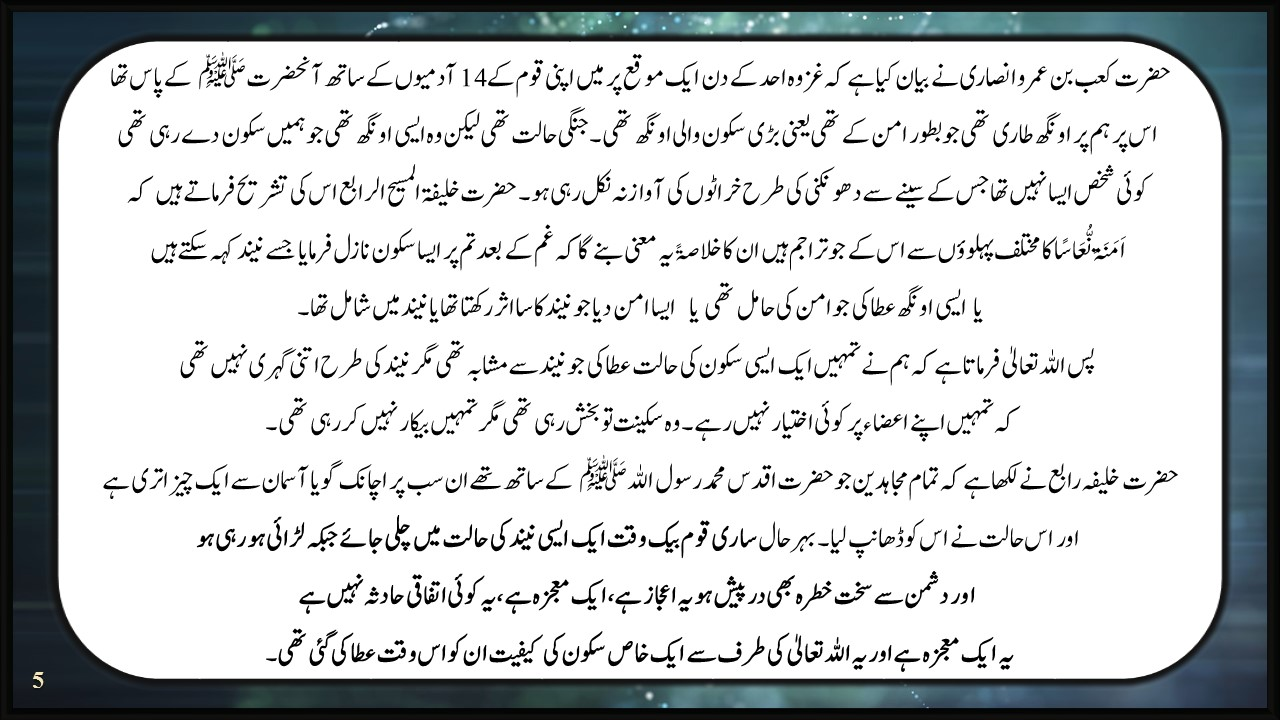 حضرت کعب بن عمرو انصاری نے بیان کیا ہے کہ غزوہ احد کے دن ایک موقع پر میں اپنی قوم کے 14 آدمیوں کے ساتھ آنحضرت ﷺ کے پاس تھا
اس پر ہم پر اونگھ طاری تھی جو بطور امن کے تھی یعنی بڑی سکون والی اونگھ تھی۔ جنگی حالت تھی لیکن وہ ایسی اونگھ تھی جو ہمیں سکون دے رہی تھی
کوئی شخص ایسا نہیں تھا جس کے سینے سے دھونکنی کی طرح خراٹوں کی آواز نہ نکل رہی ہو۔ حضرت خلیفۃ المسیح الرابع اس کی تشریح فرماتے ہیں کہ
اَمَنَةً نُّعَاسًا کا مختلف پہلوؤں سے اس کے جو تراجم ہیں ان کا خلاصۃً یہ معنی بنے گا کہ غم کے بعد تم پر ایسا سکون نازل فرمایا جسے نیند کہہ سکتے ہیں
یا ایسی اونگھ عطا کی جو امن کی حامل تھی یا ایسا امن دیا جو نیند کا سا اثر رکھتا تھا یا نیند میں شامل تھا۔
پس اللہ تعالیٰ فرماتا ہے کہ ہم نے تمہیں ایک ایسی سکون کی حالت عطا کی جو نیند سے مشابہ تھی مگر نیند کی طرح اتنی گہری نہیں تھی
کہ تمہیں اپنے اعضاء پر کوئی اختیار نہیں رہے۔ وہ سکینت تو بخش رہی تھی مگر تمہیں بیکار نہیں کر رہی تھی۔
حضرت خلیفہ رابع نے لکھا ہے کہ تمام مجاہدین جو حضرت اقدس محمد رسول اللہ ﷺ کے ساتھ تھے ان سب پر اچانک گویا آسمان سے ایک چیز اتری ہے
اور اس حالت نے اس کو ڈھانپ لیا۔ بہرحال ساری قوم بیک وقت ایک ایسی نیند کی حالت میں چلی جائے جبکہ لڑائی ہو رہی ہو
اور دشمن سے سخت خطرہ بھی درپیش ہو یہ اعجاز ہے، ایک معجزہ ہے، یہ کوئی اتفاقی حادثہ نہیں ہے
یہ ایک معجزہ ہے اور یہ اللہ تعالیٰ کی طرف سے ایک خاص سکون کی کیفیت ان کو اس وقت عطا کی گئی تھی۔
5